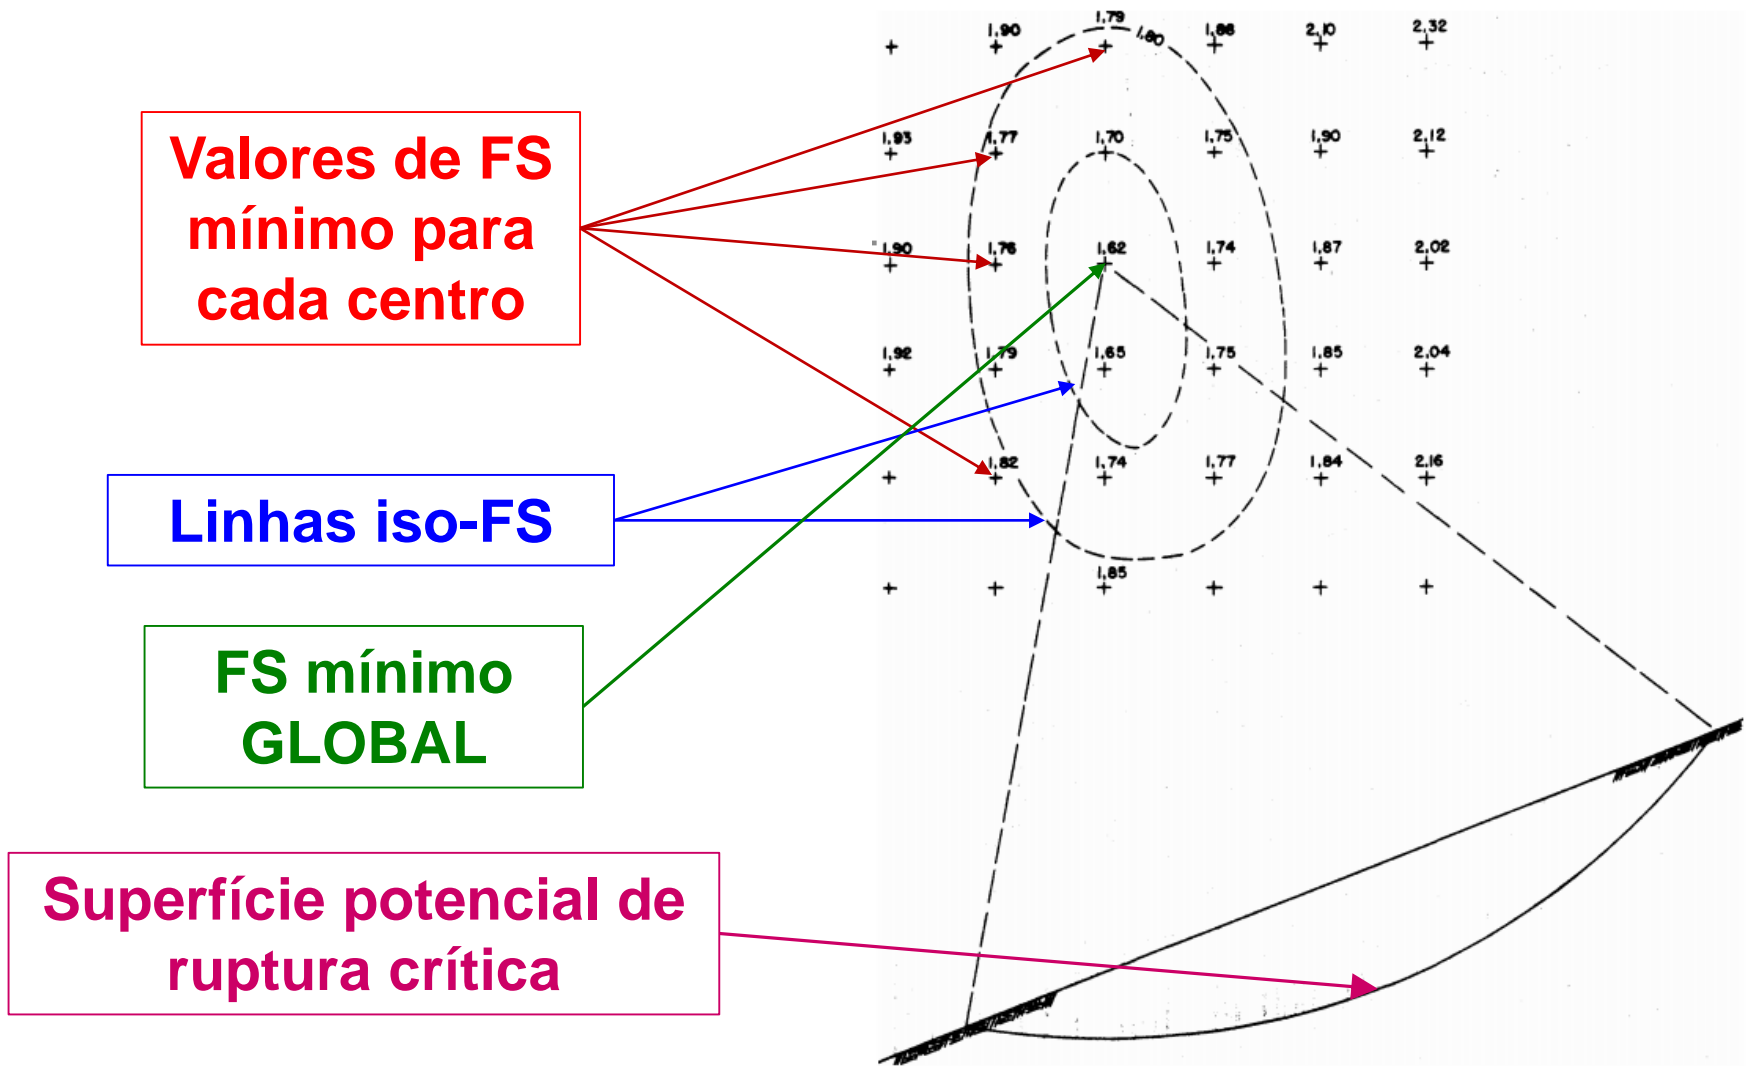 1,90 1,79 1,80 1,88 2,10 2,32
Valores de FS
mínimo para
cada centro
1,93 1,77 1,70 1,75 1,90 2,12
1,90 1,76 1,62 1,74 1,87 2,02
1,92 1,79 1,65 1,75 1,85 2,04
1,82 1,74 1,77 1,84 2,16
Linhas iso-FS
1,85
FS mínimo
GLOBAL
Superfície potencial de
ruptura crítica